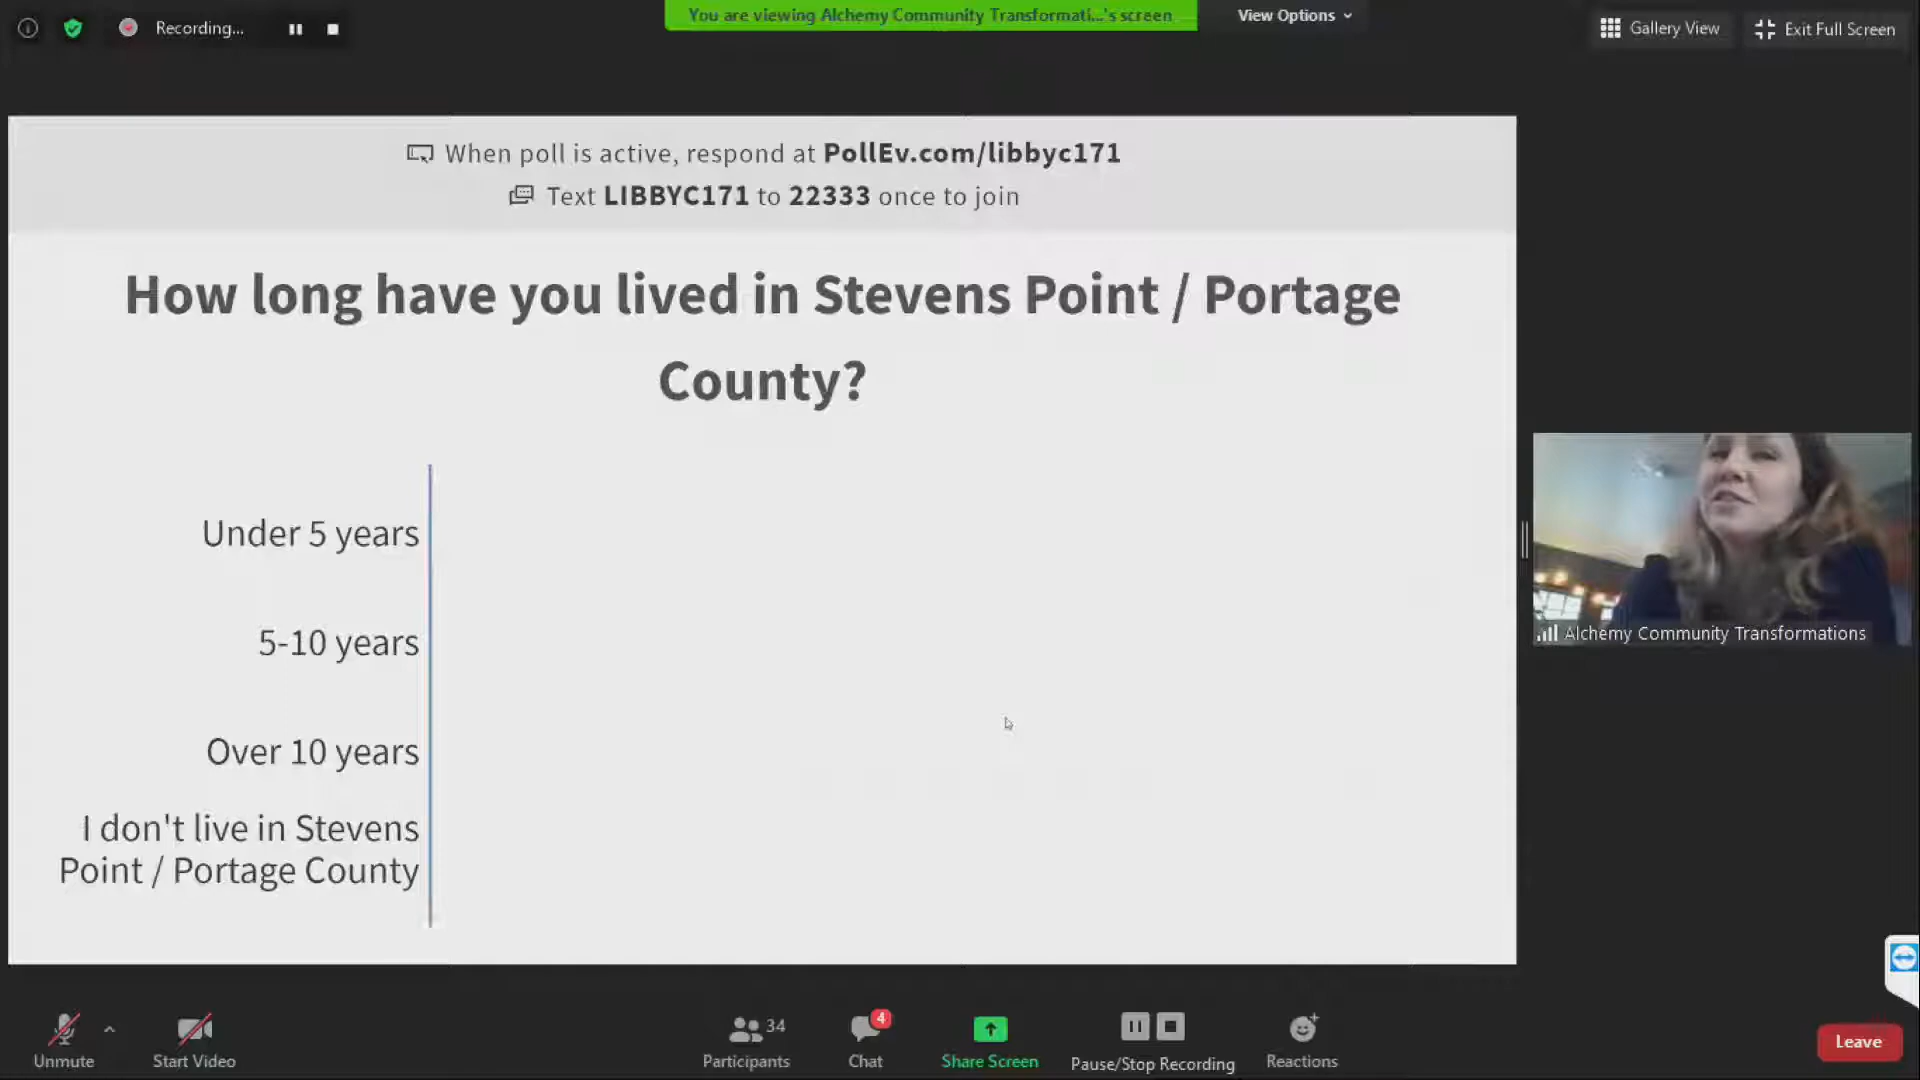 Recording...
You are viewing Alchemy Community Transformati...'s screen
View Options
Gallery View
Exit Full Screen
When poll is active, respond at PollEv.com/libbyc171
Text LIBBYC171 to 22333 once to join
How long have you lived in Stevens Point / Portage
County?
Under 5 years
5-10 years
Over 10 years
I don't live in Stevens
Point / Portage County
Alchemy Community Transformations
Unmute
Start Video
34
Participants
4
Chat
Share Screen
Pause/Stop Recording
Reactions
Leave